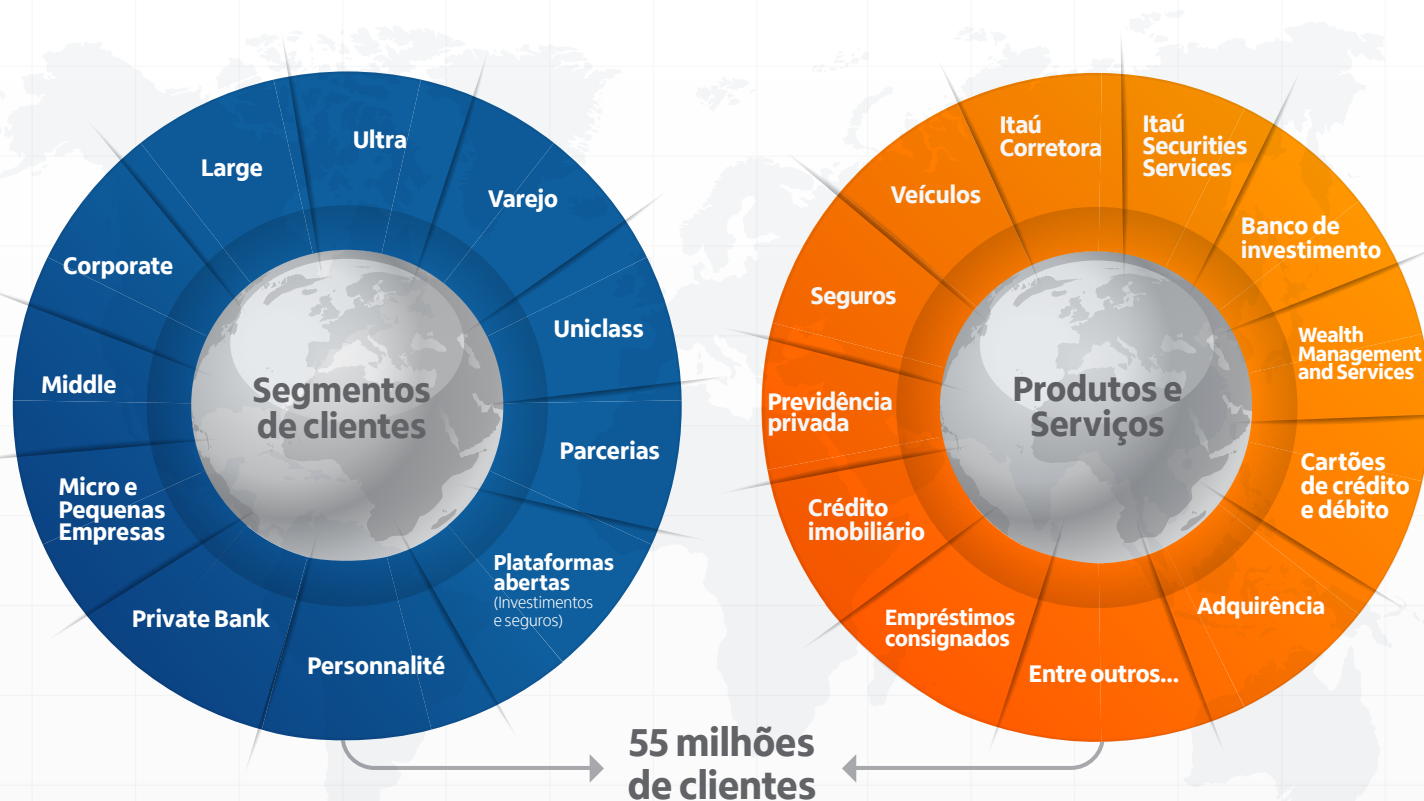 Segmentos
de clientes
Ultra
Varejo
Uniclass
Parcerias
Plataformas
abertas
(Investimentos
e seguros)
Personnalité
Private Bank
Micro e
Pequenas
Empresas
Middle
Corporate
Large
Produtos e
Serviços
Itaú
Corretora
Itaú
Securities
Services
Banco de
investimento
Wealth
Management
and Services
Cartões
de crédito
e débito
Adquirência
Entre outros...
Empréstimos
consignados
Crédito
imobiliário
Previdência
privada
Seguros
Veículos
55 milhões
de clientes